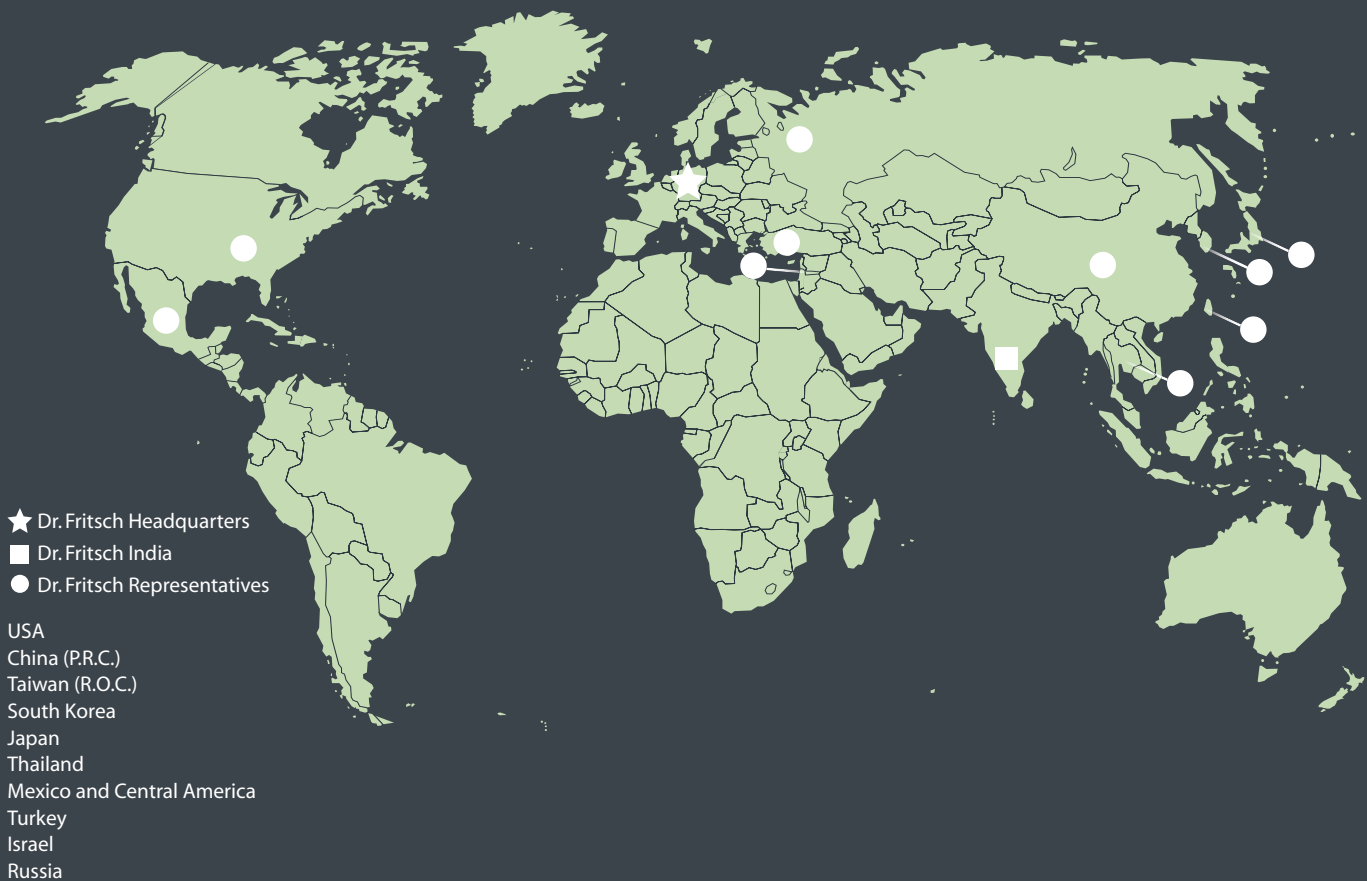 Dr. Fritsch Headquarters
Dr. Fritsch India
Dr. Fritsch Representatives
USA
China (P.R.C.)
Taiwan (R.O.C.)
South Korea
Japan
Thailand
Mexico and Central America
Turkey
Israel
Russia